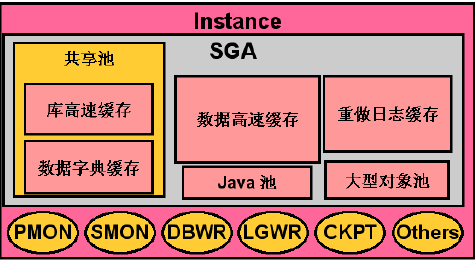 Instance
SGA
共享池
库高速缓存
数据字典缓存
数据高速缓存
重做日志缓存
Java 池
大型对象池
PMON
SMON
DBWR
LGWR
CKPT
Others